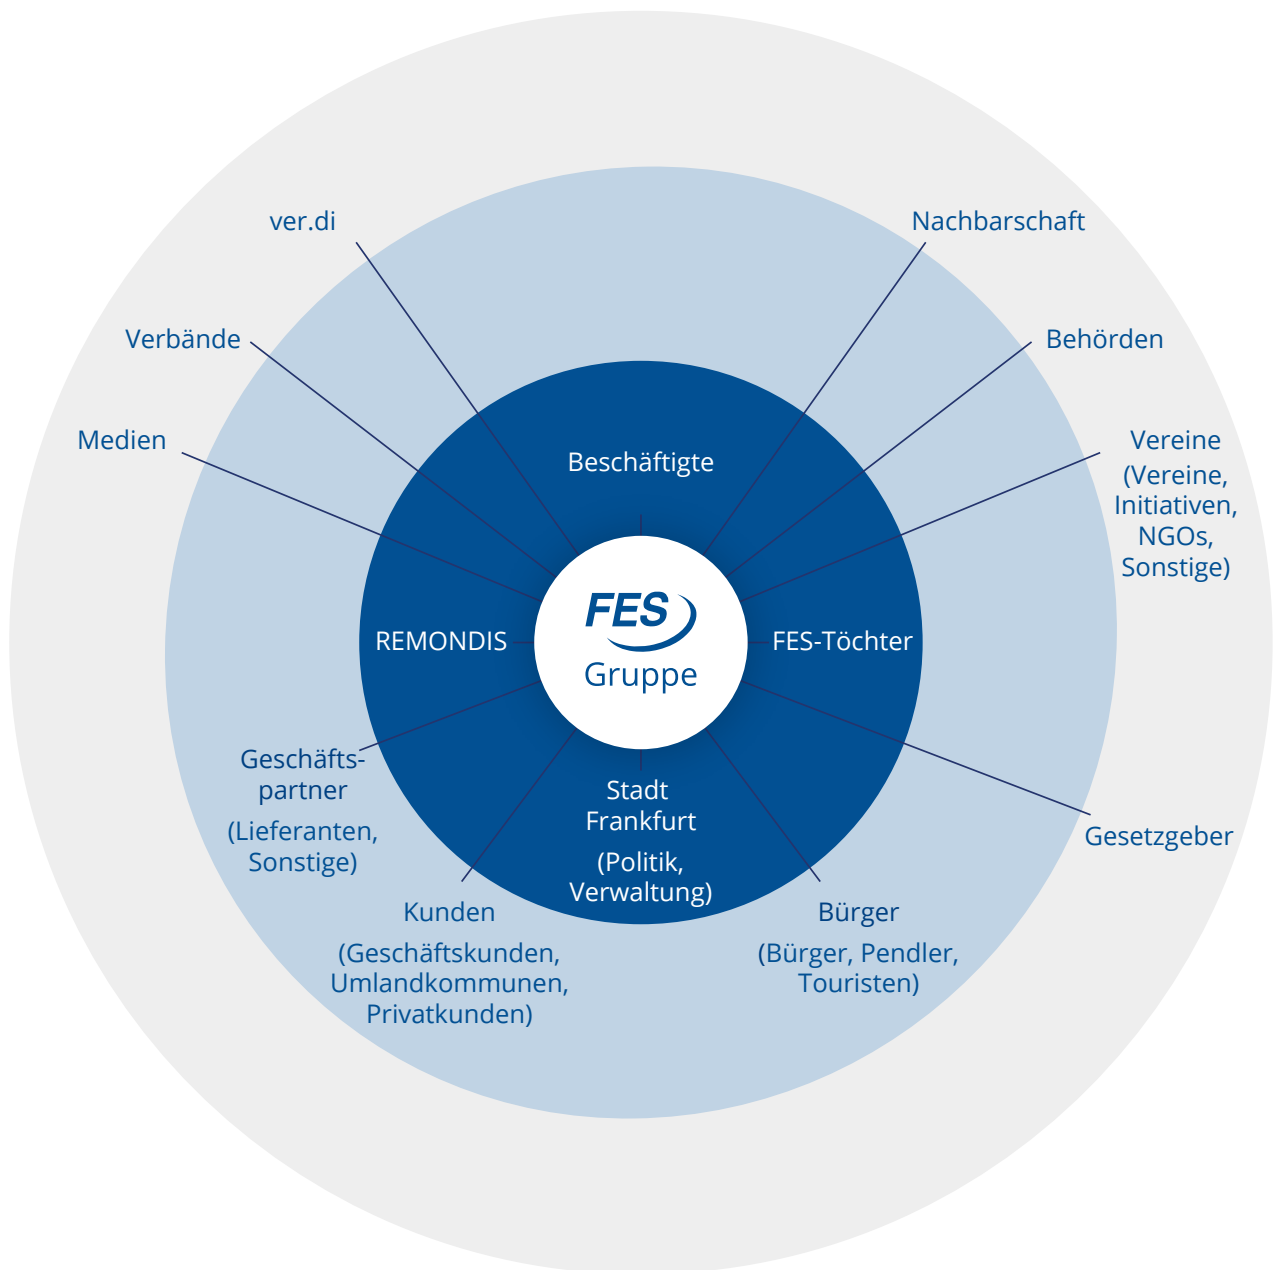 ver.di
Nachbarschaft
Verbände
Behörden
Medien
Vereine
(Vereine,
Initiativen,
NGOs,
Sonstige)
Beschäftigte
REMONDIS
FES
Gruppe
FES-Töchter
Geschäfts-
partner
(Lieferanten,
Sonstige)
Stadt
Frankfurt
(Politik,
Verwaltung)
Gesetzgeber
Kunden
(Geschäftskunden,
Umlandkommunen,
Privatkunden)
Bürger
(Bürger, Pendler,
Touristen)